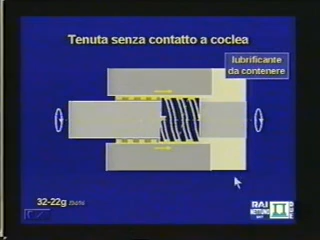 Tenuta senza contatto a coclea
lubrificante
da contenere
32-22g
RAI